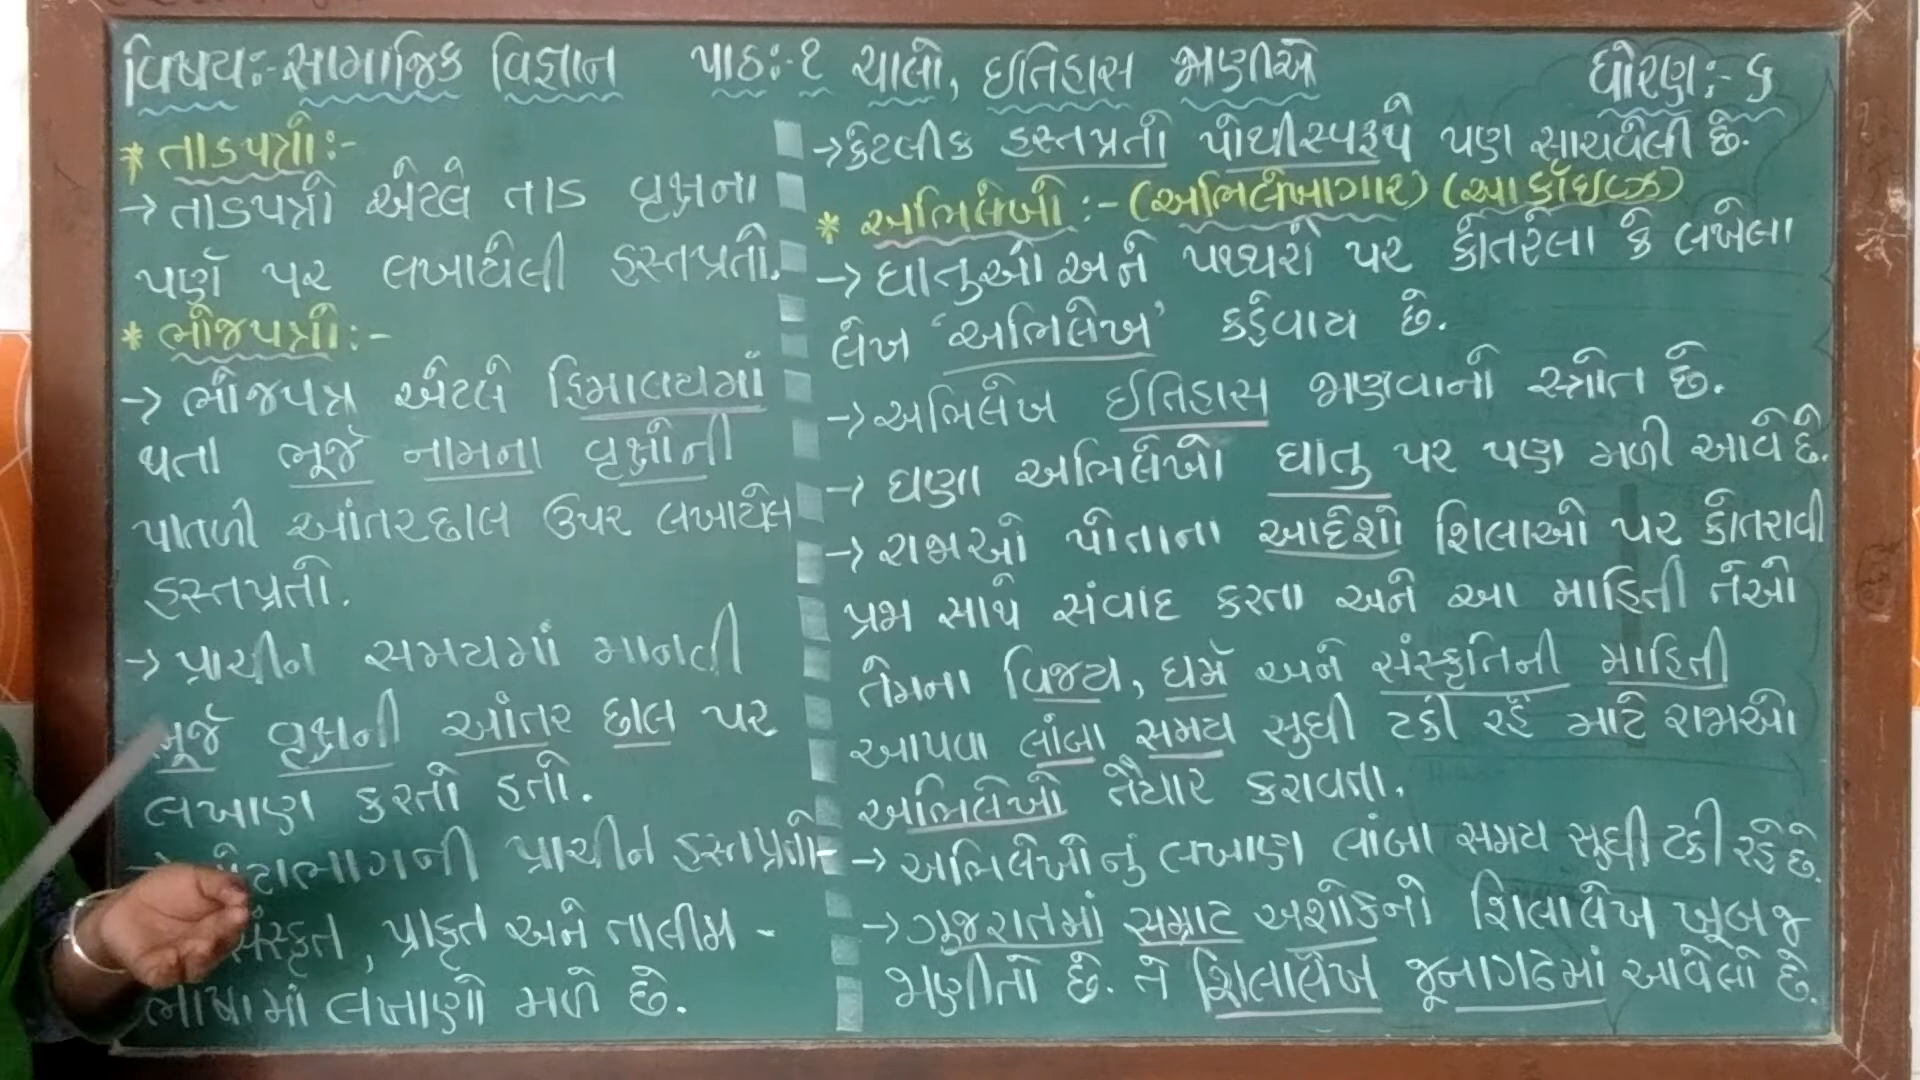 વિષય:- સામાજિક વિજ્ઞાન પાઠ:-૧ ચાલો, ઈતિહાસ ભણીએ ધોરણ:- ૬
* તાડપત્રો:-
→ તાડપત્રો એટલે તાડ વૃક્ષના
પર્ણ પર લખાયેલી હસ્તપ્રતો.
* ભોજપત્રો:-
→ ભોજપત્ર એટલે હિમાલયમાં
થતા ભૂર્જ નામના વૃક્ષોની
પાતળી આંતરછાલ ઉપર લખાયેલ
હસ્તપ્રતો.
→ પ્રાચીન સમયમાં માનવી
ભૂર્જ વૃક્ષની આંતર છાલ પર
લખાણ કરતો હતો.
મોટાભાગની પ્રાચીન હસ્તપ્રતો-
સંસ્કૃત, પ્રાકૃત અને તાલીમ -
ભાષામાં લખાણો મળે છે.
→ કેટલીક હસ્તપ્રતો પોથીસ્વરૂપે પણ સાચવેલી છે.
* અભિલેખો:- (અભિલેખાગાર) (આર્કાઇવ્ઝ)
→ ધાતુઓ અને પથ્થરો પર કોતરેલા કે લખેલા
લેખ ‘અભિલેખ’ કહેવાય છે.
→ અભિલેખ ઈતિહાસ ભણવાનો સ્ત્રોત છે.
→ ઘણા અભિલેખો ધાતુ પર પણ મળી આવે છે.
→ રાજાઓ પોતાના આદેશો શિલાઓ પર કોતરાવી
પ્રજા સાથે સંવાદ કરતા અને આ માહિતી તેઓ
તેમના વિજય, ધર્મ અને સંસ્કૃતિની માહિતી
આપવા લાંબા સમય સુધી ટકી રહે માટે રાજાઓ
અભિલેખો તૈયાર કરાવતા.
→ અભિલેખોનું લખાણ લાંબા સમય સુધી ટકી રહે છે.
→ ગુજરાતમાં સમ્રાટ અશોકનો શિલાલેખ ખૂબ જ
જાણીતો છે. તે શિલાલેખ જૂનાગઢમાં આવેલો છે.